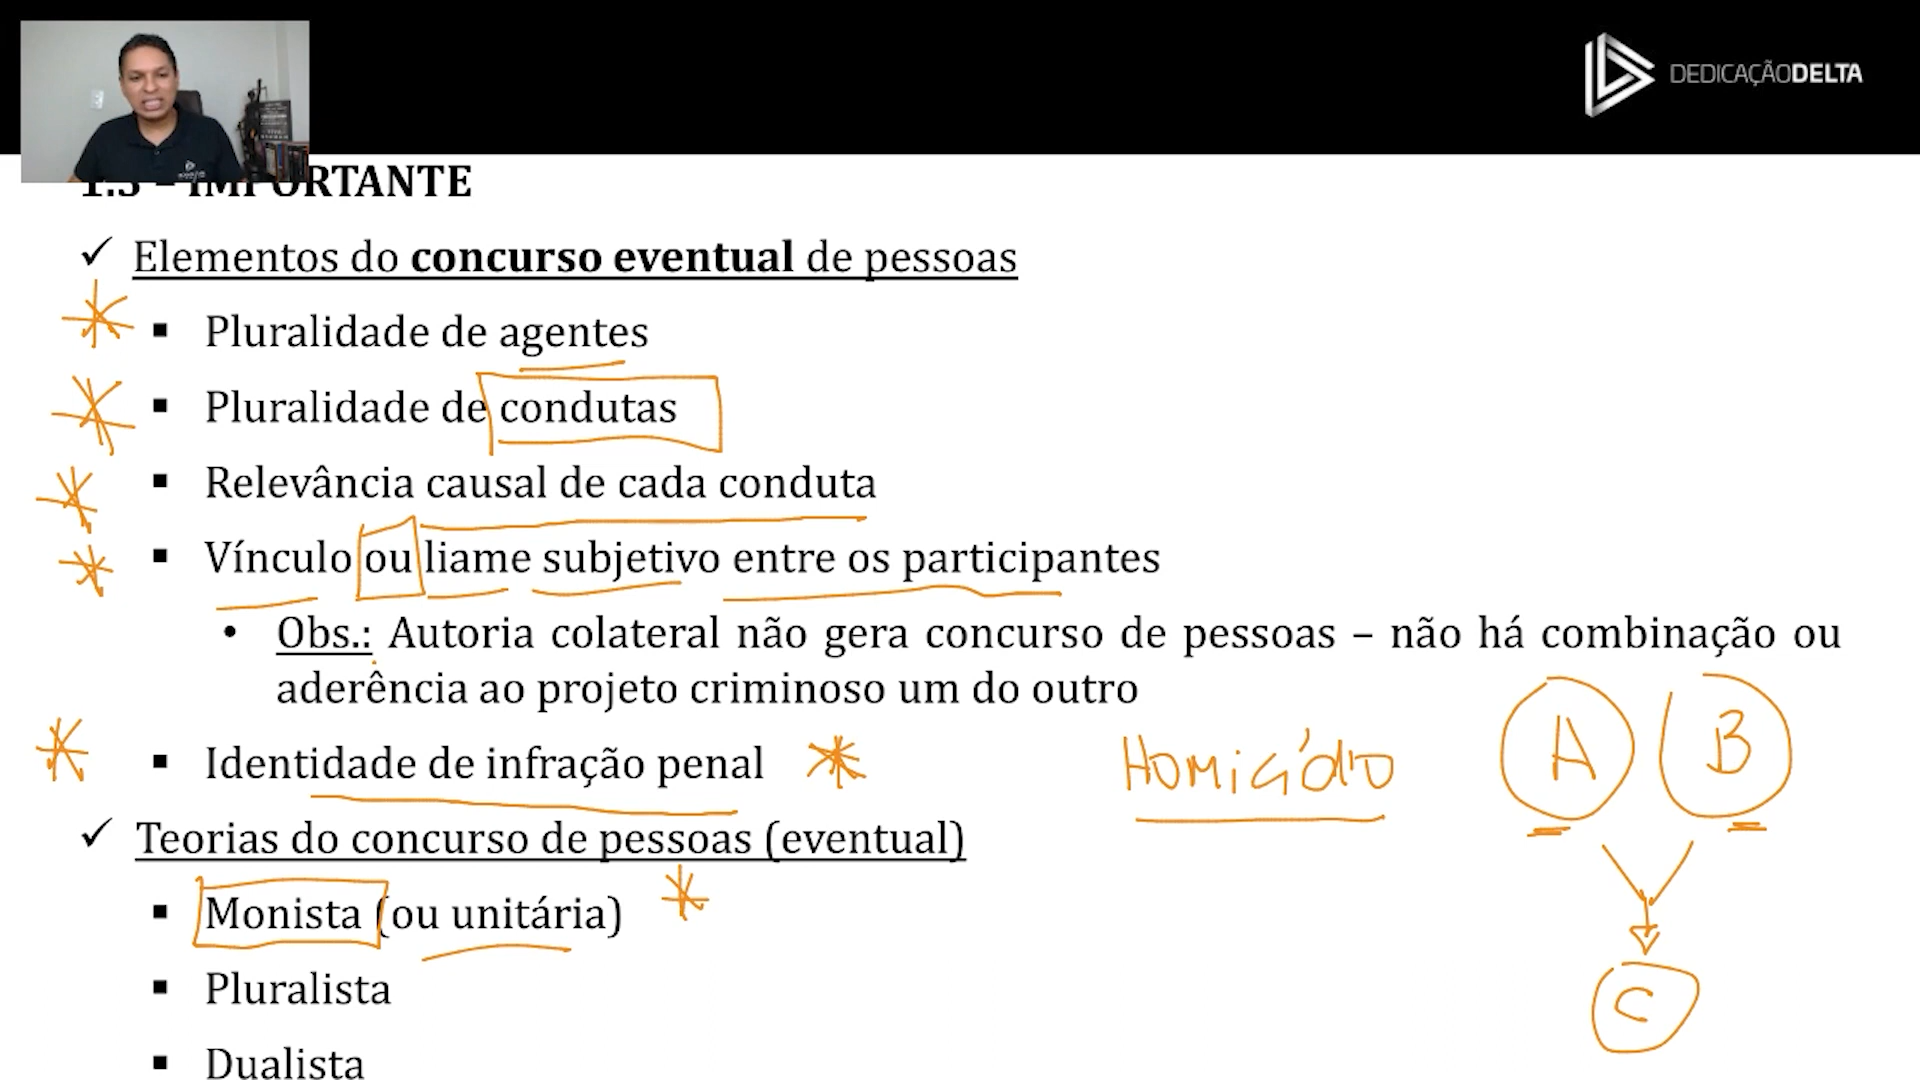 DEDICAÇÃODELTA
1.3 – IMPORTANTE
✓ Elementos do concurso eventual de pessoas
▪ Pluralidade de agentes
▪ Pluralidade de condutas
▪ Relevância causal de cada conduta
▪ Vínculo ou liame subjetivo entre os participantes
• Obs.: Autoria colateral não gera concurso de pessoas – não há combinação ou
aderência ao projeto criminoso um do outro
▪ Identidade de infração penal
Homicídio
A B
✓ Teorias do concurso de pessoas (eventual)
▪ Monista (ou unitária)
▪ Pluralista
C
▪ Dualista